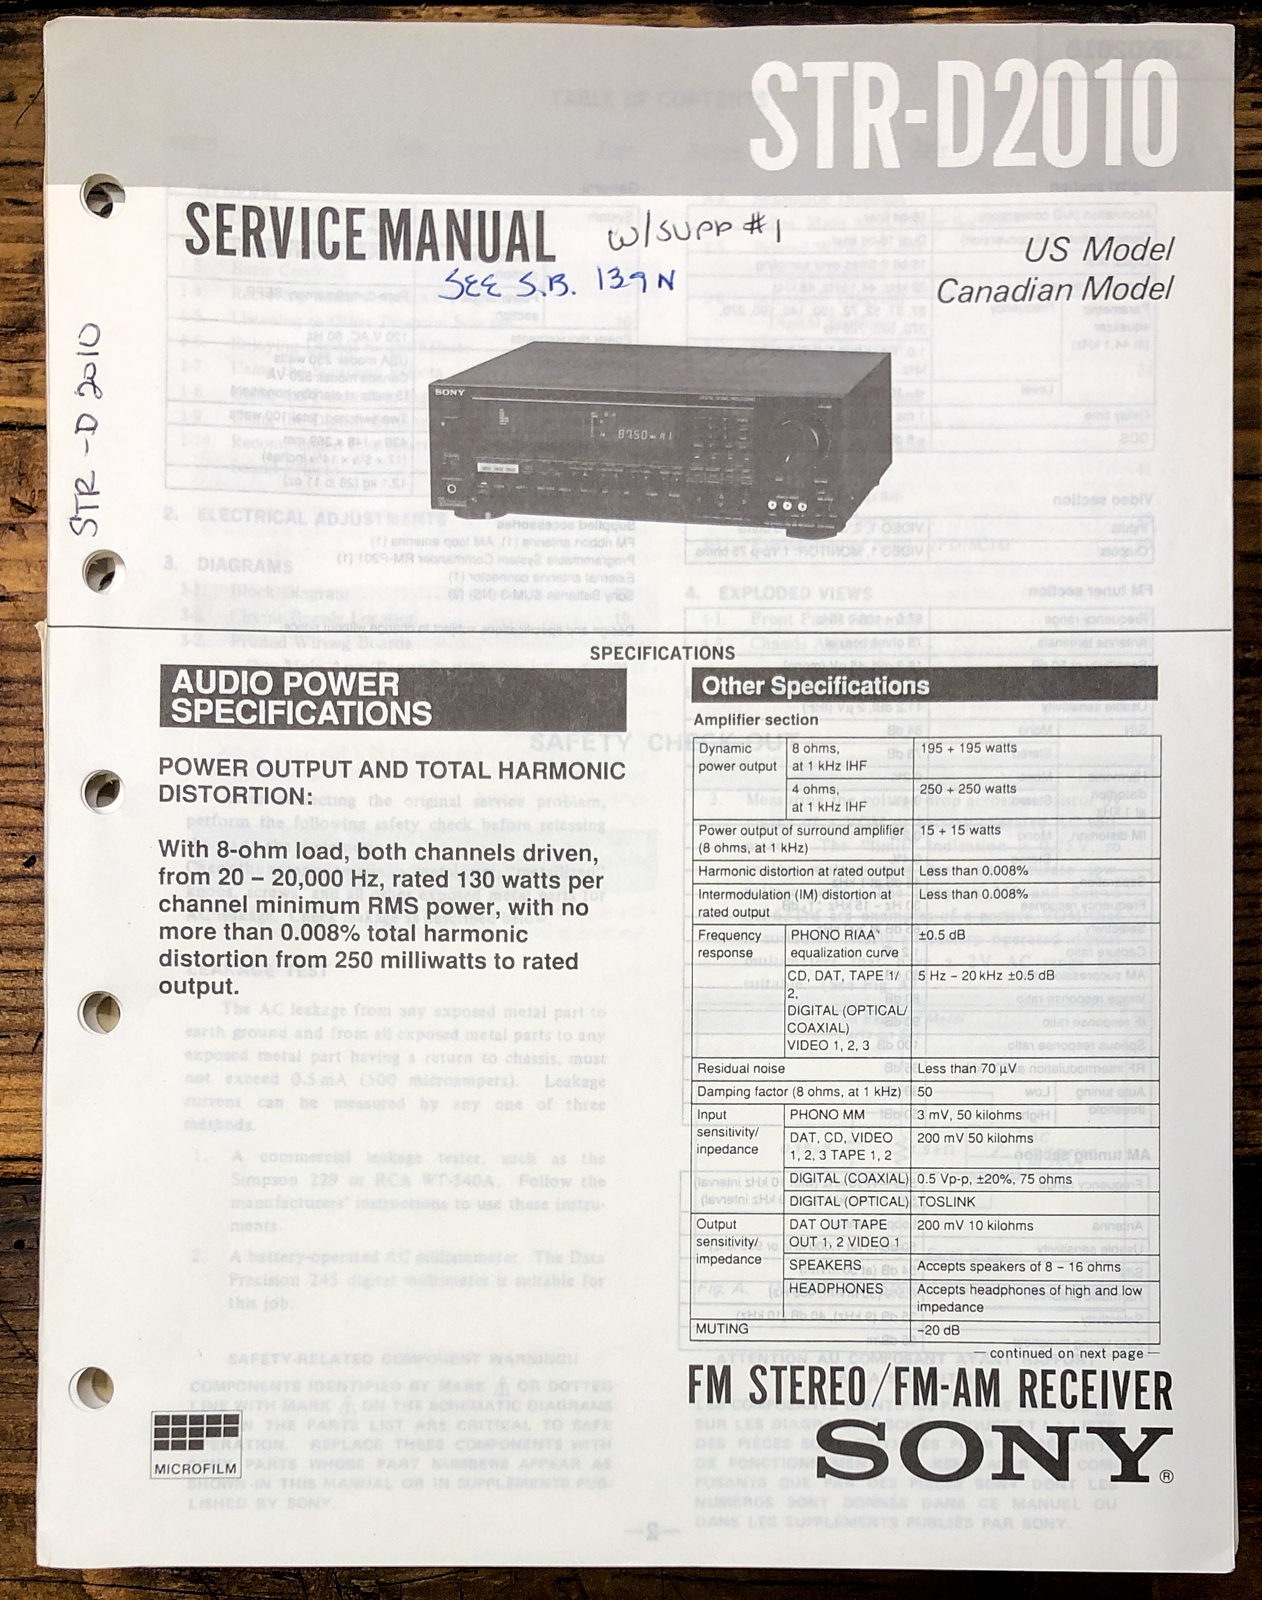 STR-D2010
SERVICE MANUAL
w/SUPP #1
SEE S.B. 139N
US Model
Canadian Model
STR-D2010
SONY
SPECIFICATIONS
AUDIO POWER
SPECIFICATIONS
POWER OUTPUT AND TOTAL HARMONIC
DISTORTION:
With 8-ohm load, both channels driven,
from 20 – 20,000 Hz, rated 130 watts per
channel minimum RMS power, with no
more than 0.008% total harmonic
distortion from 250 milliwatts to rated
output.
Other Specifications
Amplifier section
Dynamic power output 8 ohms, at 1 kHz IHF 195 + 195 watts
4 ohms, at 1 kHz IHF 250 + 250 watts
Power output of surround amplifier (8 ohms, at 1 kHz) 15 + 15 watts
Harmonic distortion at rated output Less than 0.008%
Intermodulation (IM) distortion at rated output Less than 0.008%
Frequency response PHONO RIAA equalization curve ±0.5 dB
CD, DAT, TAPE 1/2, DIGITAL (OPTICAL/COAXIAL) VIDEO 1, 2, 3 5 Hz – 20 kHz ±0.5 dB
Residual noise Less than 70 µV
Damping factor (8 ohms, at 1 kHz) 50
Input sensitivity/inpedance PHONO MM 3 mV, 50 kilohms
DAT, CD, VIDEO 1, 2, 3 TAPE 1, 2 200 mV 50 kilohms
DIGITAL (COAXIAL) 0.5 Vp-p, ±20%, 75 ohms
DIGITAL (OPTICAL) TOSLINK
Output sensitivity/impedance DAT OUT TAPE OUT 1, 2 VIDEO 1 200 mV 10 kilohms
SPEAKERS Accepts speakers of 8 – 16 ohms
HEADPHONES Accepts headphones of high and low impedance
MUTING –20 dB
— continued on next page —
FM STEREO/FM-AM RECEIVER
SONY®
MICROFILM